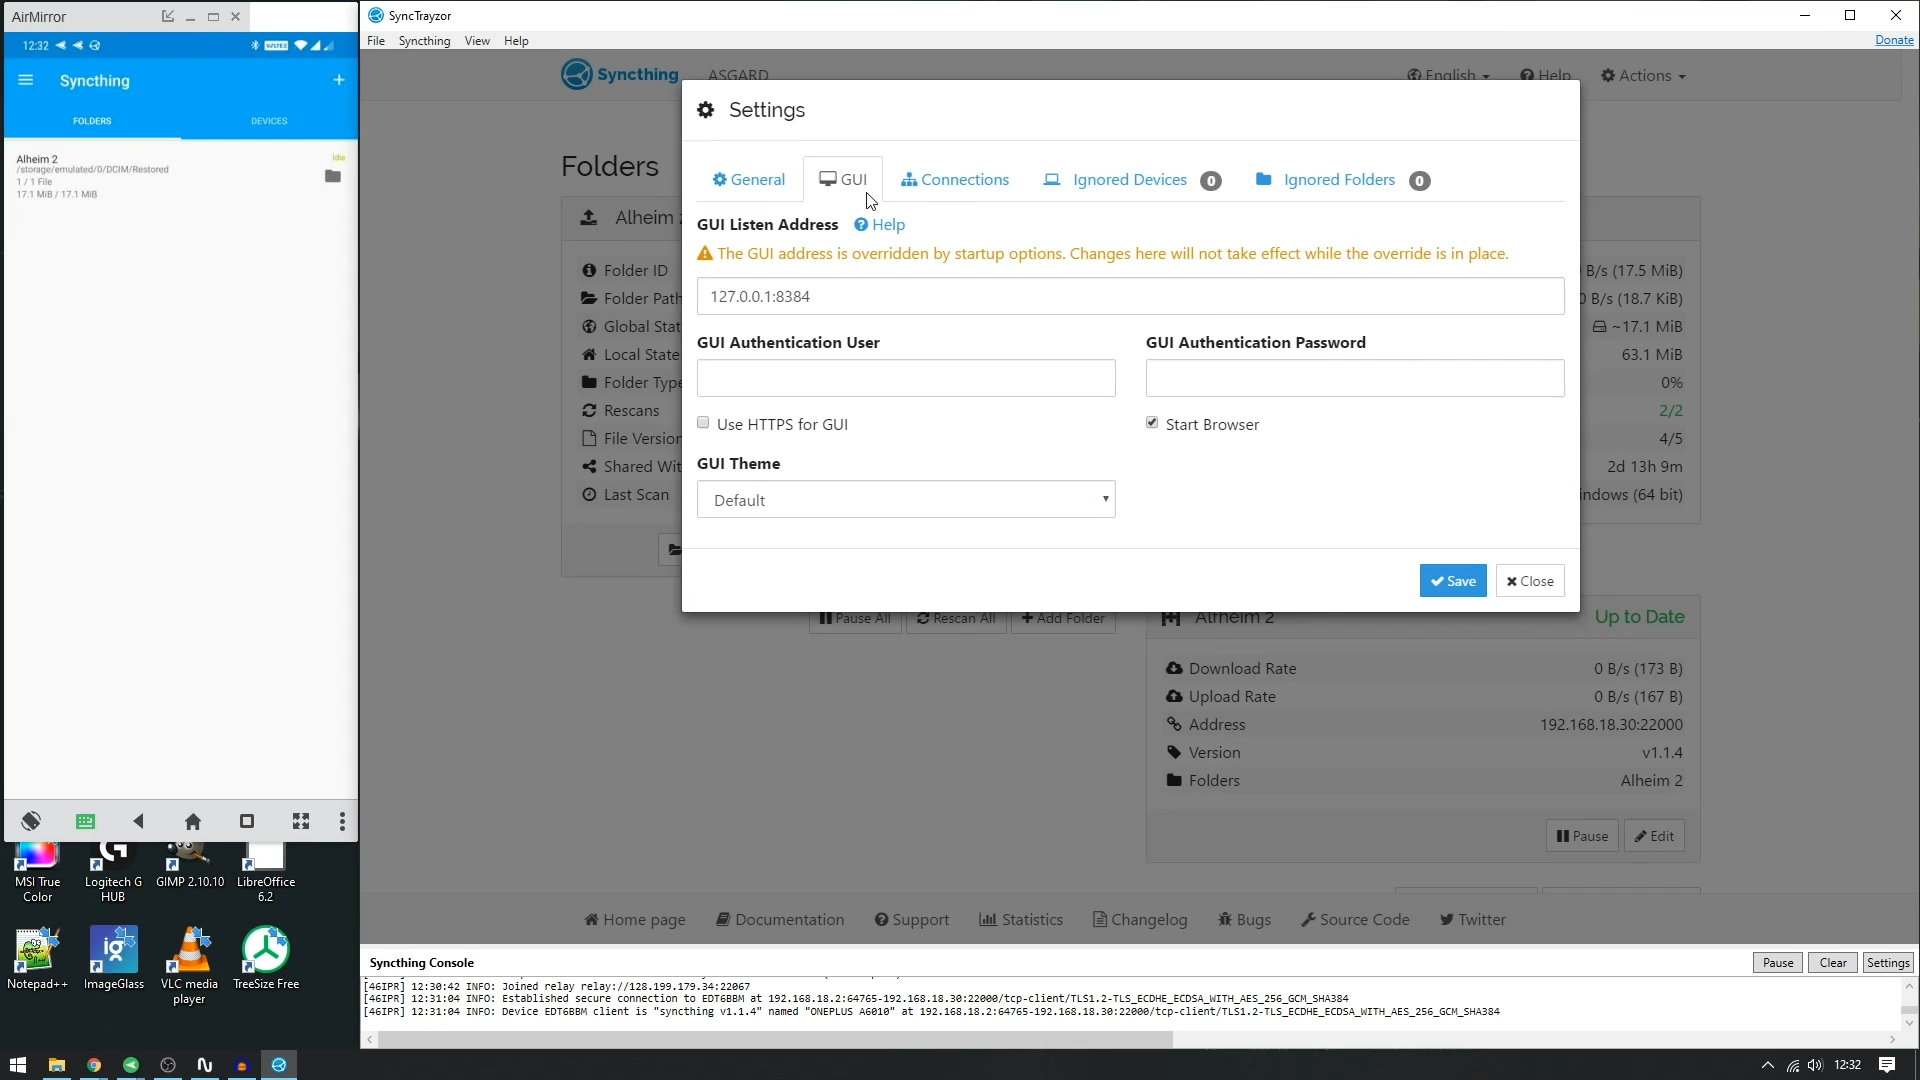 AirMirror
12:32
VoLTE2
Syncthing
FOLDERS
DEVICES
Alheim 2
Idle
/storage/emulated/0/DCIM/Restored
1 / 1 File
17.1 MiB / 17.1 MiB
MSI True Color
Logitech G HUB
GIMP 2.10.10
LibreOffice 6.2
Notepad++
ImageGlass
VLC media player
TreeSize Free
SyncTrayzor
File
Syncthing
View
Help
Donate
Syncthing
ASGARD
English
Help
Actions
Folders
Alheim
Folder ID
Folder Path
Global Stat
Local State
Folder Type
Rescans
File Version
Shared Wit
Last Scan
Settings
General
GUI
Connections
Ignored Devices 0
Ignored Folders 0
GUI Listen Address
Help
The GUI address is overridden by startup options. Changes here will not take effect while the override is in place.
127.0.0.1:8384
GUI Authentication User
GUI Authentication Password
Use HTTPS for GUI
Start Browser
GUI Theme
Default
Save
Close
B/s (17.5 MiB)
0 B/s (18.7 KiB)
~17.1 MiB
63.1 MiB
0%
2/2
4/5
2d 13h 9m
indows (64 bit)
Pause All
Rescan All
Add Folder
Alfheim 2
Up to Date
Download Rate
0 B/s (173 B)
Upload Rate
0 B/s (167 B)
Address
192.168.18.30:22000
Version
v1.1.4
Folders
Alheim 2
Pause
Edit
Home page
Documentation
Support
Statistics
Changelog
Bugs
Source Code
Twitter
Syncthing Console
Pause
Clear
Settings
[46IPR] 12:30:42 INFO: Joined relay relay://128.199.179.34:22067
[46IPR] 12:31:04 INFO: Established secure connection to EDT6BBM at 192.168.18.2:64765-192.168.18.30:22000/tcp-client/TLS1.2-TLS_ECDHE_ECDSA_WITH_AES_256_GCM_SHA384
[46IPR] 12:31:04 INFO: Device EDT6BBM client is "syncthing v1.1.4" named "ONEPLUS A6010" at 192.168.18.2:64765-192.168.18.30:22000/tcp-client/TLS1.2-TLS_ECDHE_ECDSA_WITH_AES_256_GCM_SHA384
12:32